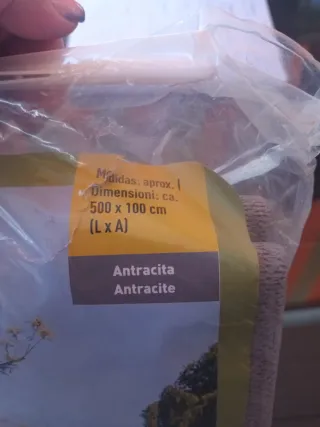 Medidas: aprox. |
Dimensioni: ca.
500 x 100 cm
(L x A)
Antracita
Antracite